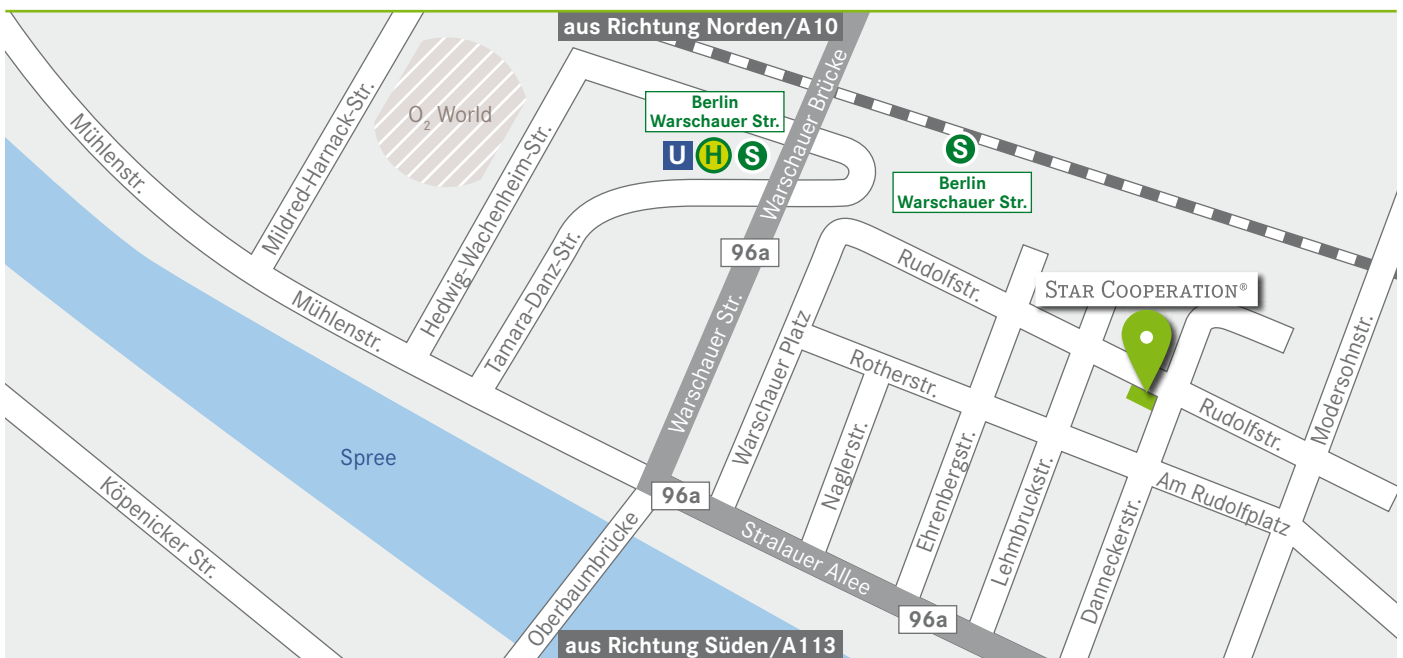 aus Richtung Norden/A10
Mühlenstr.
Mildred-Harnack-Str.
O₂ World
Hedwig-Wachenheim-Str.
Berlin
Warschauer Str.
U H S
Warschauer Brücke
S
Berlin
Warschauer Str.
Tamara-Danz-Str.
96a
Rudolfstr.
STAR COOPERATION®
Mühlenstr.
Warschauer Str.
Warschauer Platz
Rotherstr.
Modersohnstr.
Rudolfstr.
Spree
Köpenicker Str.
96a
Naglerstr.
Ehrenbergstr.
Lehmbruckstr.
Danneckerstr.
Am Rudolfplatz
Oberbaumbrücke
Stralauer Allee
96a
aus Richtung Süden/A113